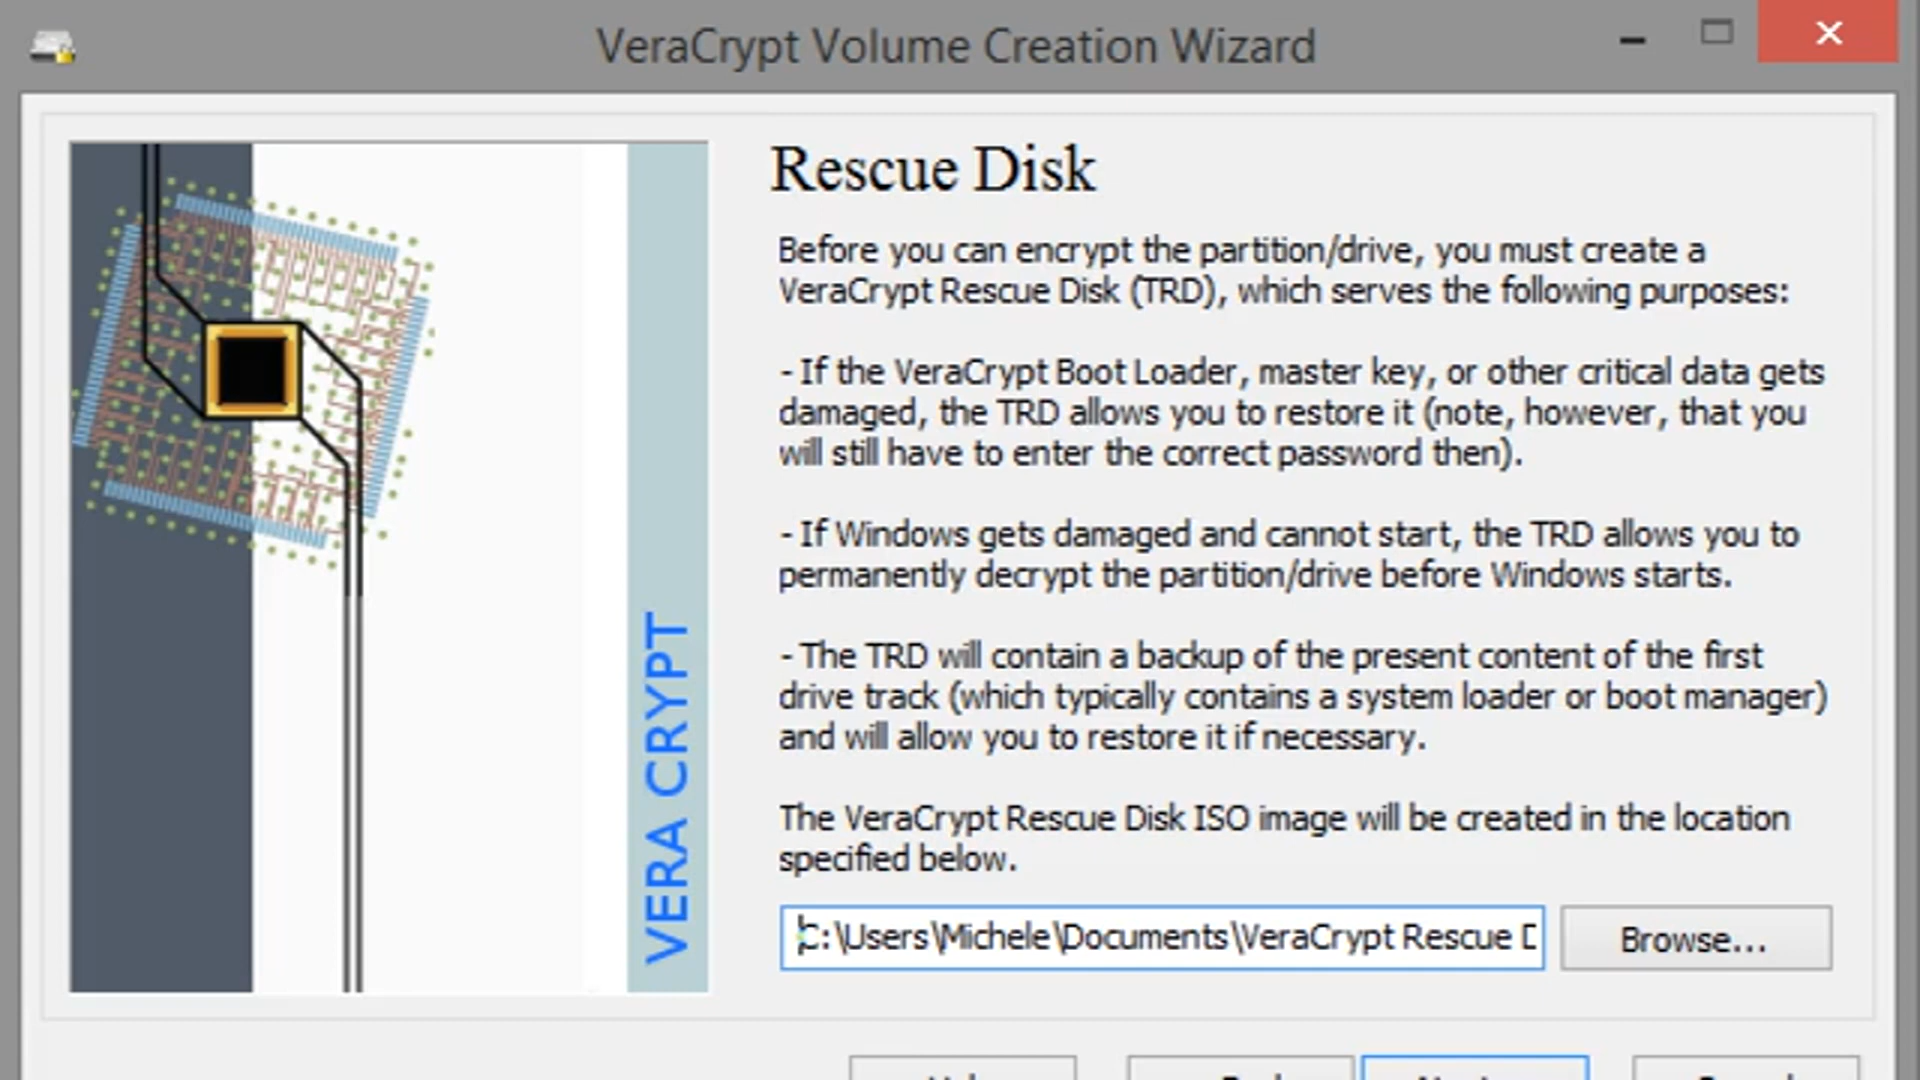 VeraCrypt Volume Creation Wizard
Rescue Disk
Before you can encrypt the partition/drive, you must create a
VeraCrypt Rescue Disk (TRD), which serves the following purposes:
- If the VeraCrypt Boot Loader, master key, or other critical data gets
damaged, the TRD allows you to restore it (note, however, that you
will still have to enter the correct password then).
- If Windows gets damaged and cannot start, the TRD allows you to
permanently decrypt the partition/drive before Windows starts.
- The TRD will contain a backup of the present content of the first
drive track (which typically contains a system loader or boot manager)
and will allow you to restore it if necessary.
The VeraCrypt Rescue Disk ISO image will be created in the location
specified below.
C:\Users\Michele\Documents\VeraCrypt Rescue D
Browse...
VERA CRYPT